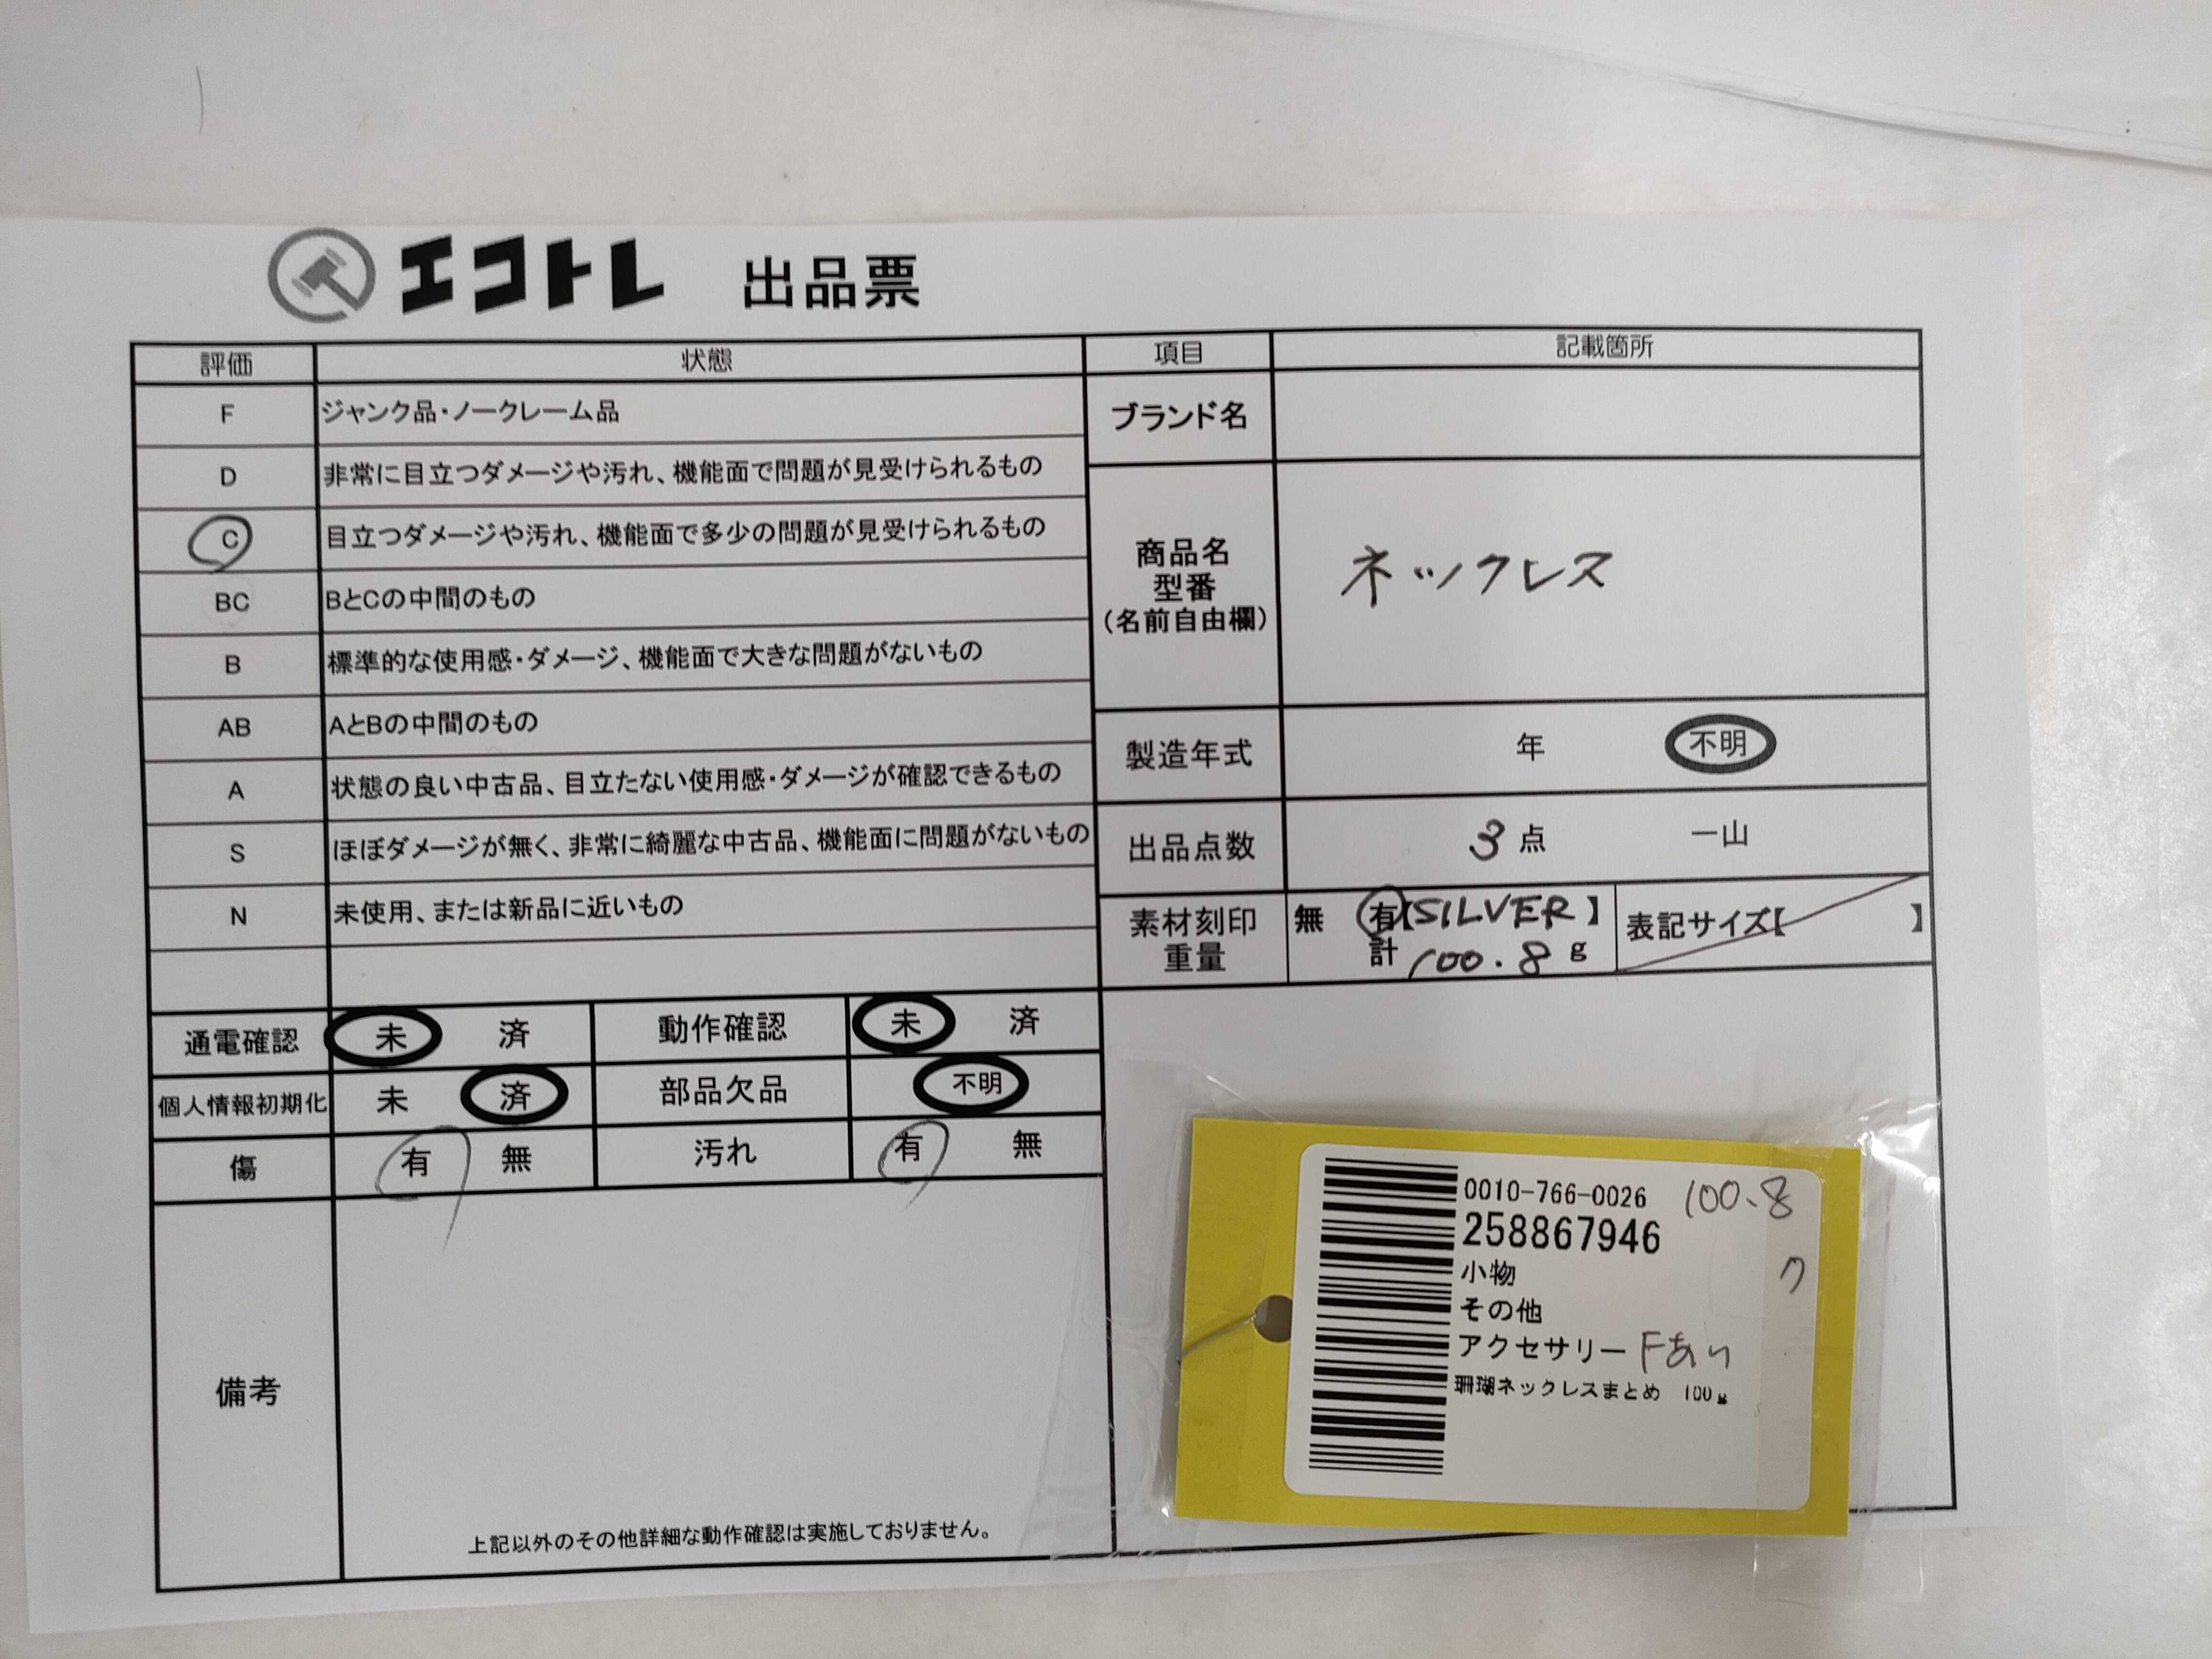 エコトレ 出品票
評価 状態
F ジャンク品・ノークレーム品
D 非常に目立つダメージや汚れ、機能面で問題が見受けられるもの
C 目立つダメージや汚れ、機能面で多少の問題が見受けられるもの
BC BとCの中間のもの
B 標準的な使用感・ダメージ、機能面で大きな問題がないもの
AB AとBの中間のもの
A 状態の良い中古品、目立たない使用感・ダメージが確認できるもの
S ほぼダメージが無く、非常に綺麗な中古品、機能面に問題がないもの
N 未使用、または新品に近いもの
通電確認 未 済 動作確認 未 済
個人情報初期化 未 済 部品欠品 不明
傷 有 無 汚れ 有 無
備考
上記以外のその他詳細な動作確認は実施しておりません。
項目 記載箇所
ブランド名
商品名
型番
(名前自由欄)
ネックレス
製造年式 年 不明
出品点数 3点 一山
素材刻印
重量
無 有【SILVER】
計 100.8 g
表記サイズ【 】
0010-766-0026 100.8
258867946
小物 ク
その他
アクセサリー Fあり
珊瑚ネックレスまとめ 100g